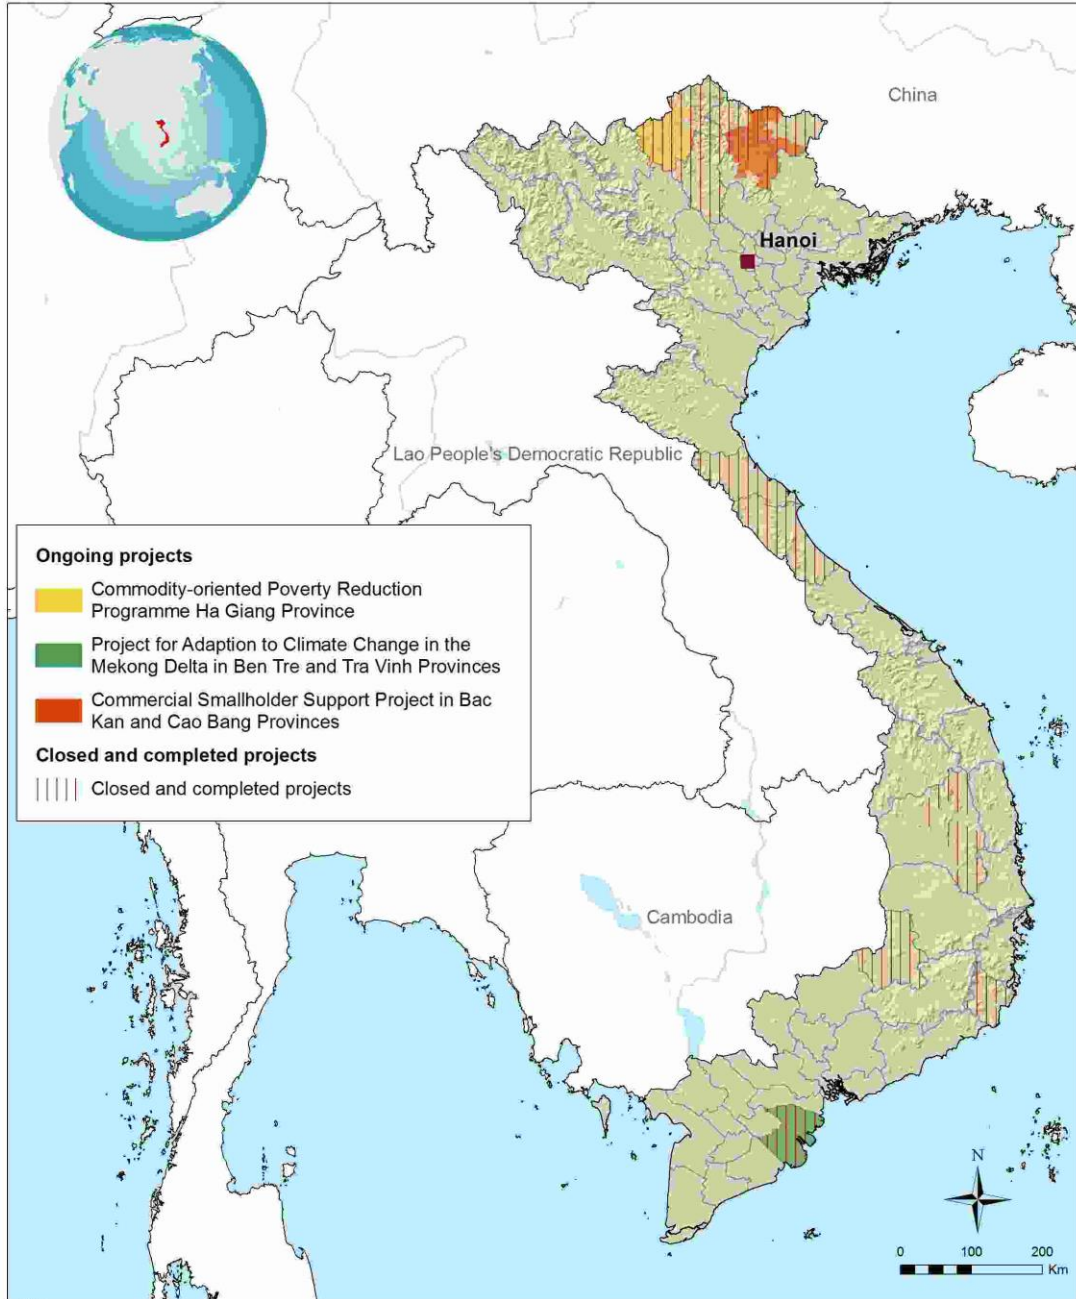 China
Hanoi
Lao People's Democratic Republic
Ongoing projects
Commodity-oriented Poverty Reduction
Programme Ha Giang Province
Project for Adaption to Climate Change in the
Mekong Delta in Ben Tre and Tra Vinh Provinces
Commercial Smallholder Support Project in Bac
Kan and Cao Bang Provinces
Closed and completed projects
Closed and completed projects
Cambodia
N
0 100 200
Km